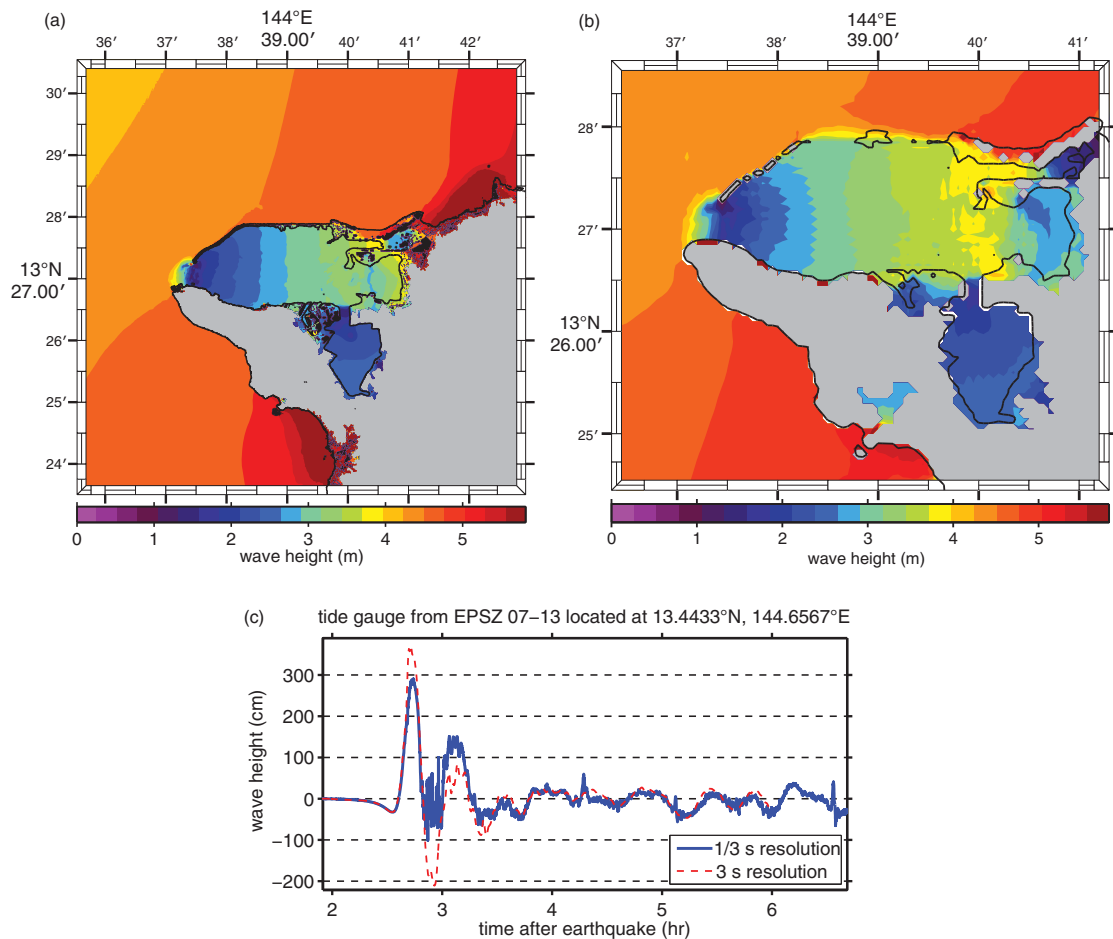 (a)
144°E
39.00′
36′ 37′ 38′ 40′ 41′ 42′
30′
29′
28′
13°N
27.00′
26′
25′
24′
0 1 2 3 4 5
wave height (m)
(b)
144°E
39.00′
37′ 38′ 40′ 41′
28′
27′
13°N
26.00′
25′
0 1 2 3 4 5
wave height (m)
(c) tide gauge from EPSZ 07−13 located at 13.4433°N, 144.6567°E
wave height (cm)
300
200
100
0
−100
−200
1/3 s resolution
3 s resolution
2 3 4 5 6
time after earthquake (hr)